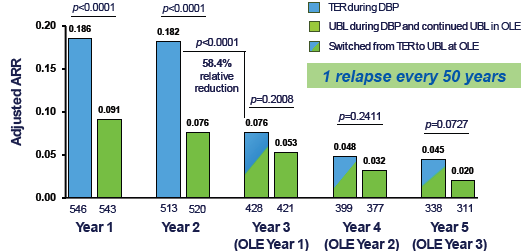 TER during DBP
UBL during DBP and continued UBL in OLE
Switched from TER to UBL at OLE
1 relapse every 50 years
Adjusted ARR
0.20
0.15
0.10
0.05
0.00
p<0.0001
0.186
0.091
p<0.0001
0.182
0.076
p<0.0001
58.4%
relative
reduction
p=0.2008
0.076
0.053
p=0.2411
0.048
0.032
p=0.0727
0.045
0.020
546 543 513 520 428 421 399 377 338 311
Year 1 Year 2 Year 3 Year 4 Year 5
(OLE Year 1) (OLE Year 2) (OLE Year 3)